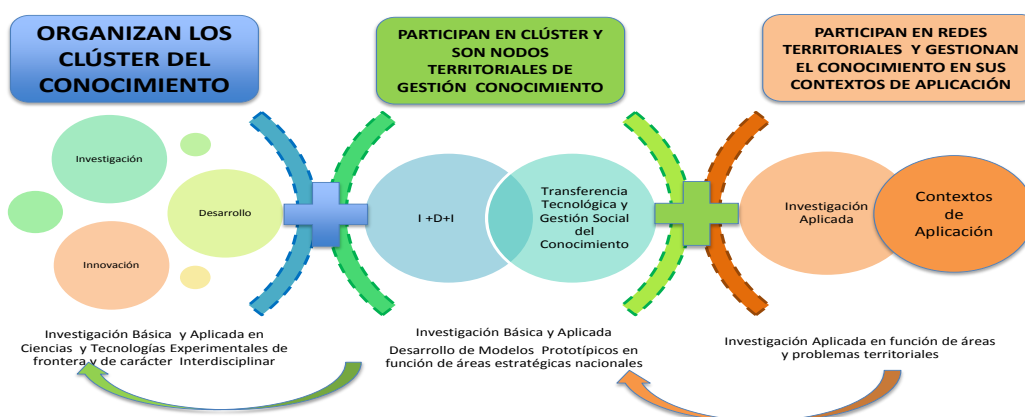 ORGANIZAN LOS
CLÚSTER DEL
CONOCIMIENTO
PARTICIPAN EN CLÚSTER Y
SON NODOS
TERRITORIALES DE
GESTIÓN CONOCIMIENTO
PARTICIPAN EN REDES
TERRITORIALES Y GESTIONAN
EL CONOCIMIENTO EN SUS
CONTEXTOS DE APLICACIÓN
Investigación
Desarrollo
Innovación
I +D+I
Transferencia
Tecnológica y
Gestión Social
del
Conocimiento
Investigación
Aplicada
Contextos
de
Aplicación
Investigación Básica y Aplicada en
Ciencias y Tecnologías Experimentales de
frontera y de carácter Interdisciplinar
Investigación Básica y Aplicada
Desarrollo de Modelos Prototípicos en
función de áreas estratégicas nacionales
Investigación Aplicada en función de áreas
y problemas territoriales